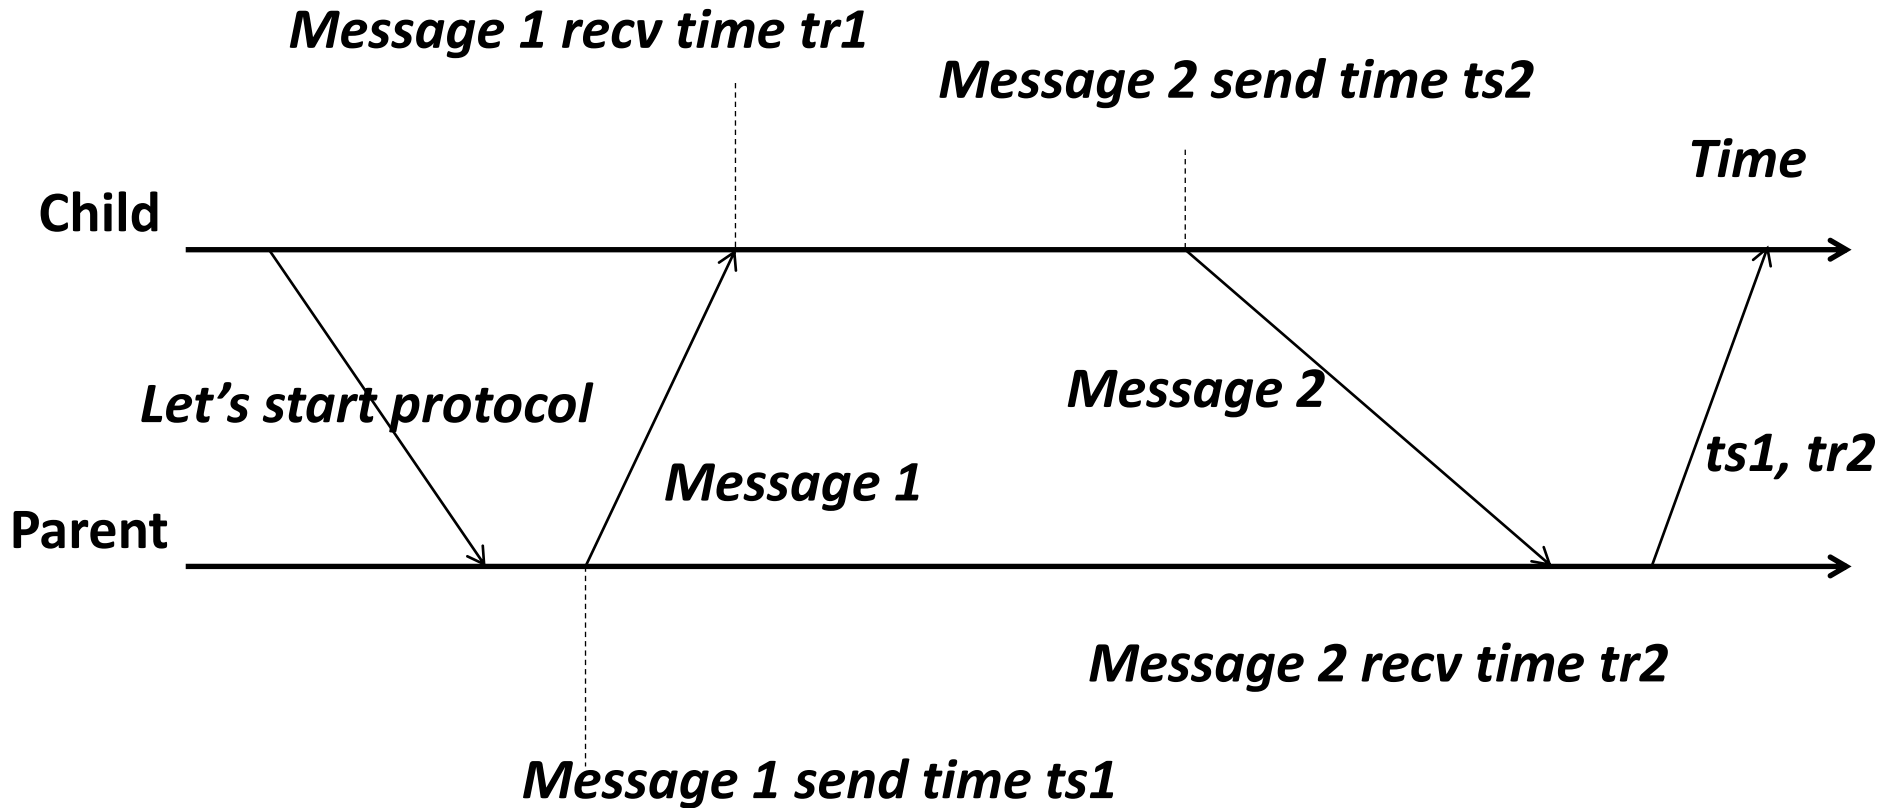 Message 1 recv time tr1
Message 2 send time ts2
Time
Child
Let’s start protocol
Message 2
ts1, tr2
Message 1
Parent
Message 2 recv time tr2
Message 1 send time ts1